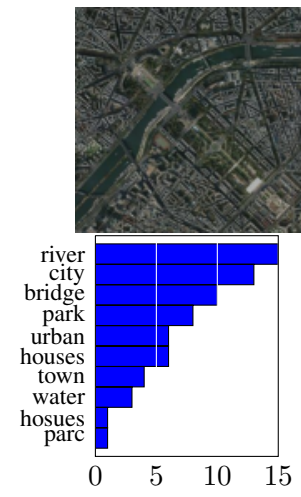 river
city
bridge
park
urban
houses
town
water
hosues
parc
0 5 10 15